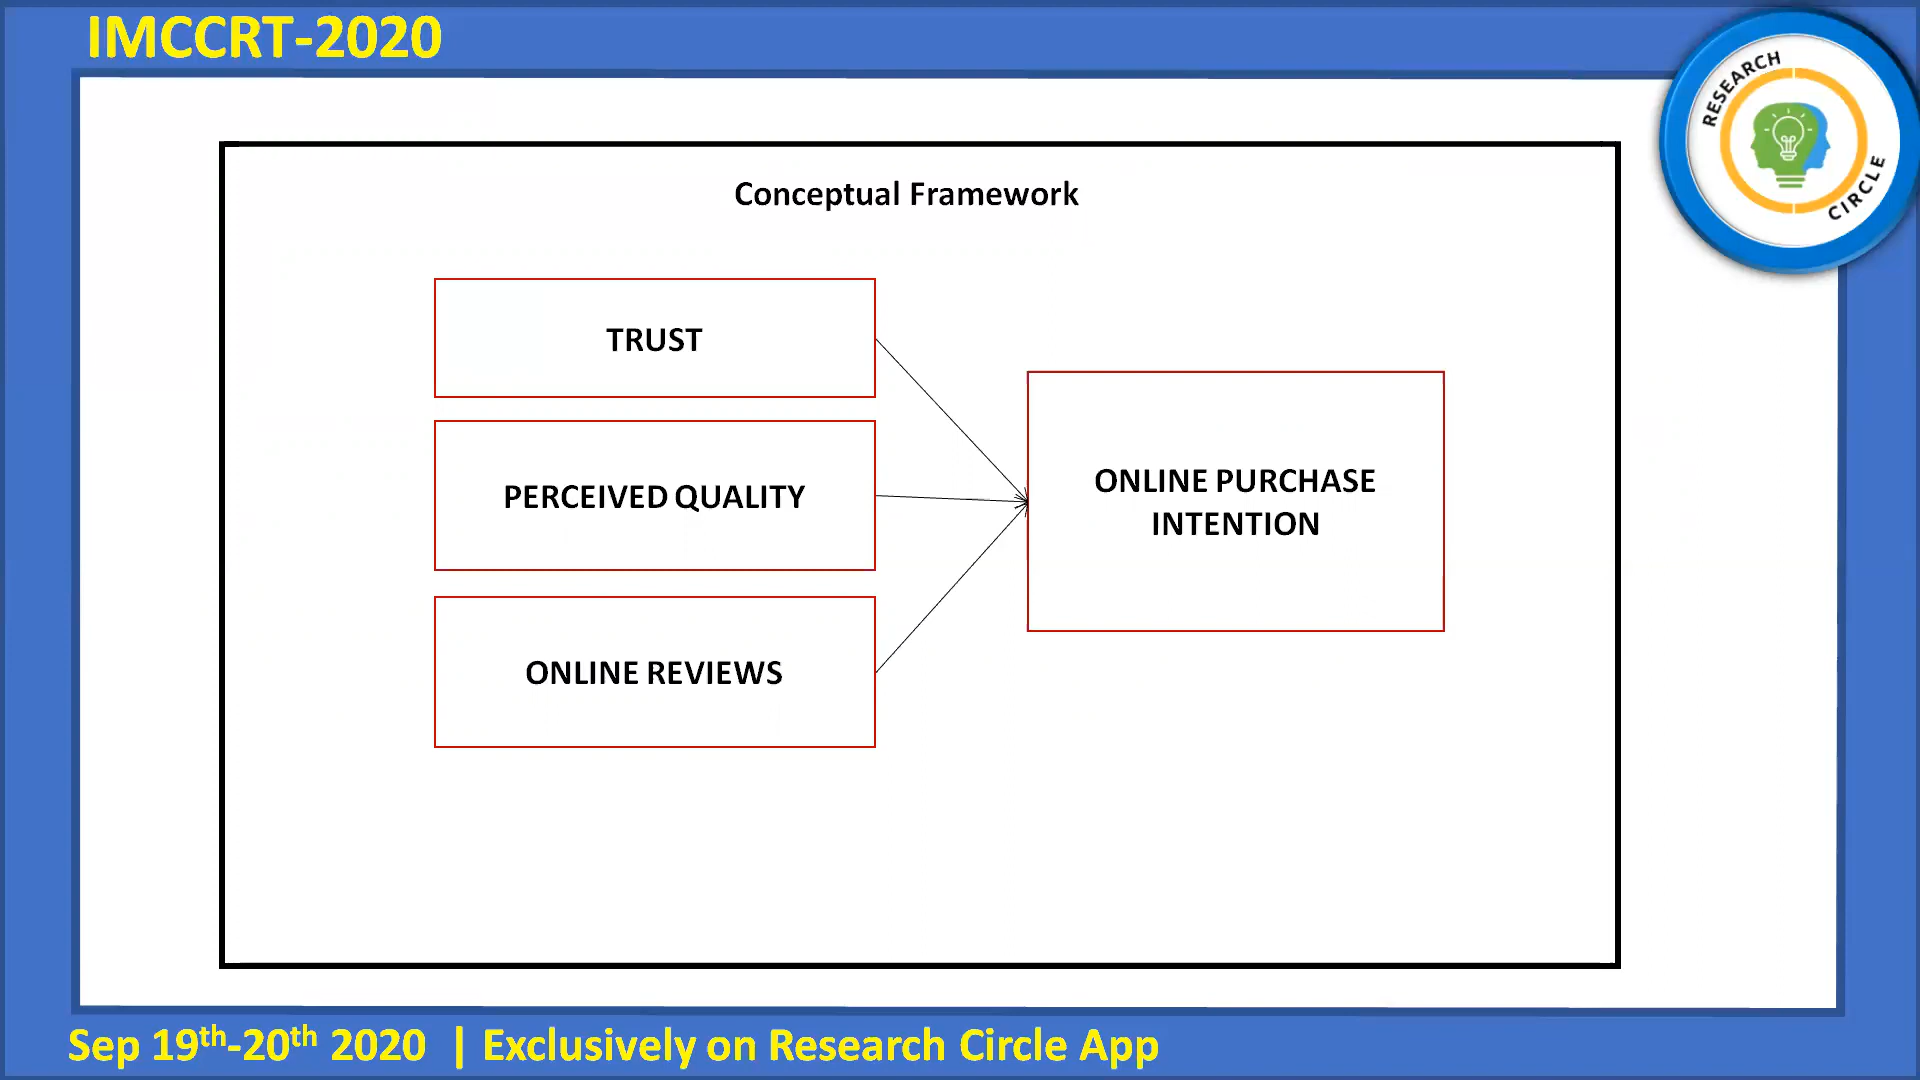 IMCCRT-2020
RESEARCH
CIRCLE
Conceptual Framework
TRUST
PERCEIVED QUALITY
ONLINE REVIEWS
ONLINE PURCHASE
INTENTION
Sep 19th-20th 2020 | Exclusively on Research Circle App